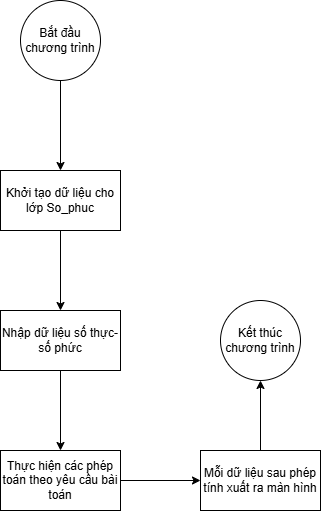 Bắt đầu
chương trình
Khởi tạo dữ liệu cho
lớp So_phuc
Nhập dữ liệu số thực-
số phức
Thực hiện các phép
toán theo yêu cầu bài
toán
Mỗi dữ liệu sau phép
tính xuất ra màn hình
Kết thúc
chương trình